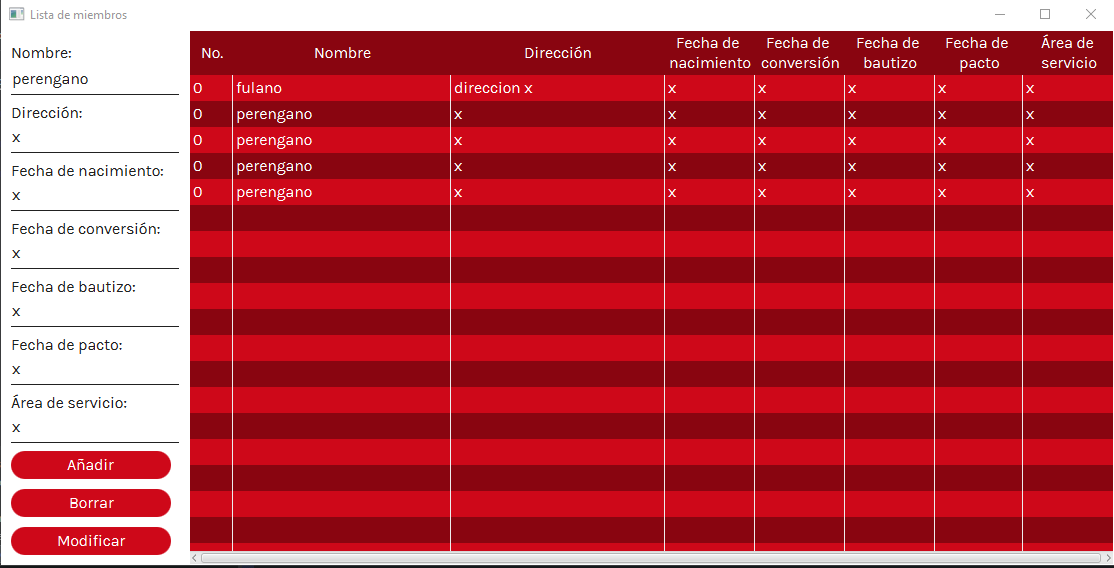 Lista de miembros
Nombre:
perengano
Dirección:
x
Fecha de nacimiento:
x
Fecha de conversión:
x
Fecha de bautizo:
x
Fecha de pacto:
x
Área de servicio:
x
Añadir
Borrar
Modificar
No. Nombre Dirección Fecha de nacimiento Fecha de conversión Fecha de bautizo Fecha de pacto Área de servicio
0 fulano direccion x x x x x x
0 perengano x x x x x x
0 perengano x x x x x x
0 perengano x x x x x x
0 perengano x x x x x x